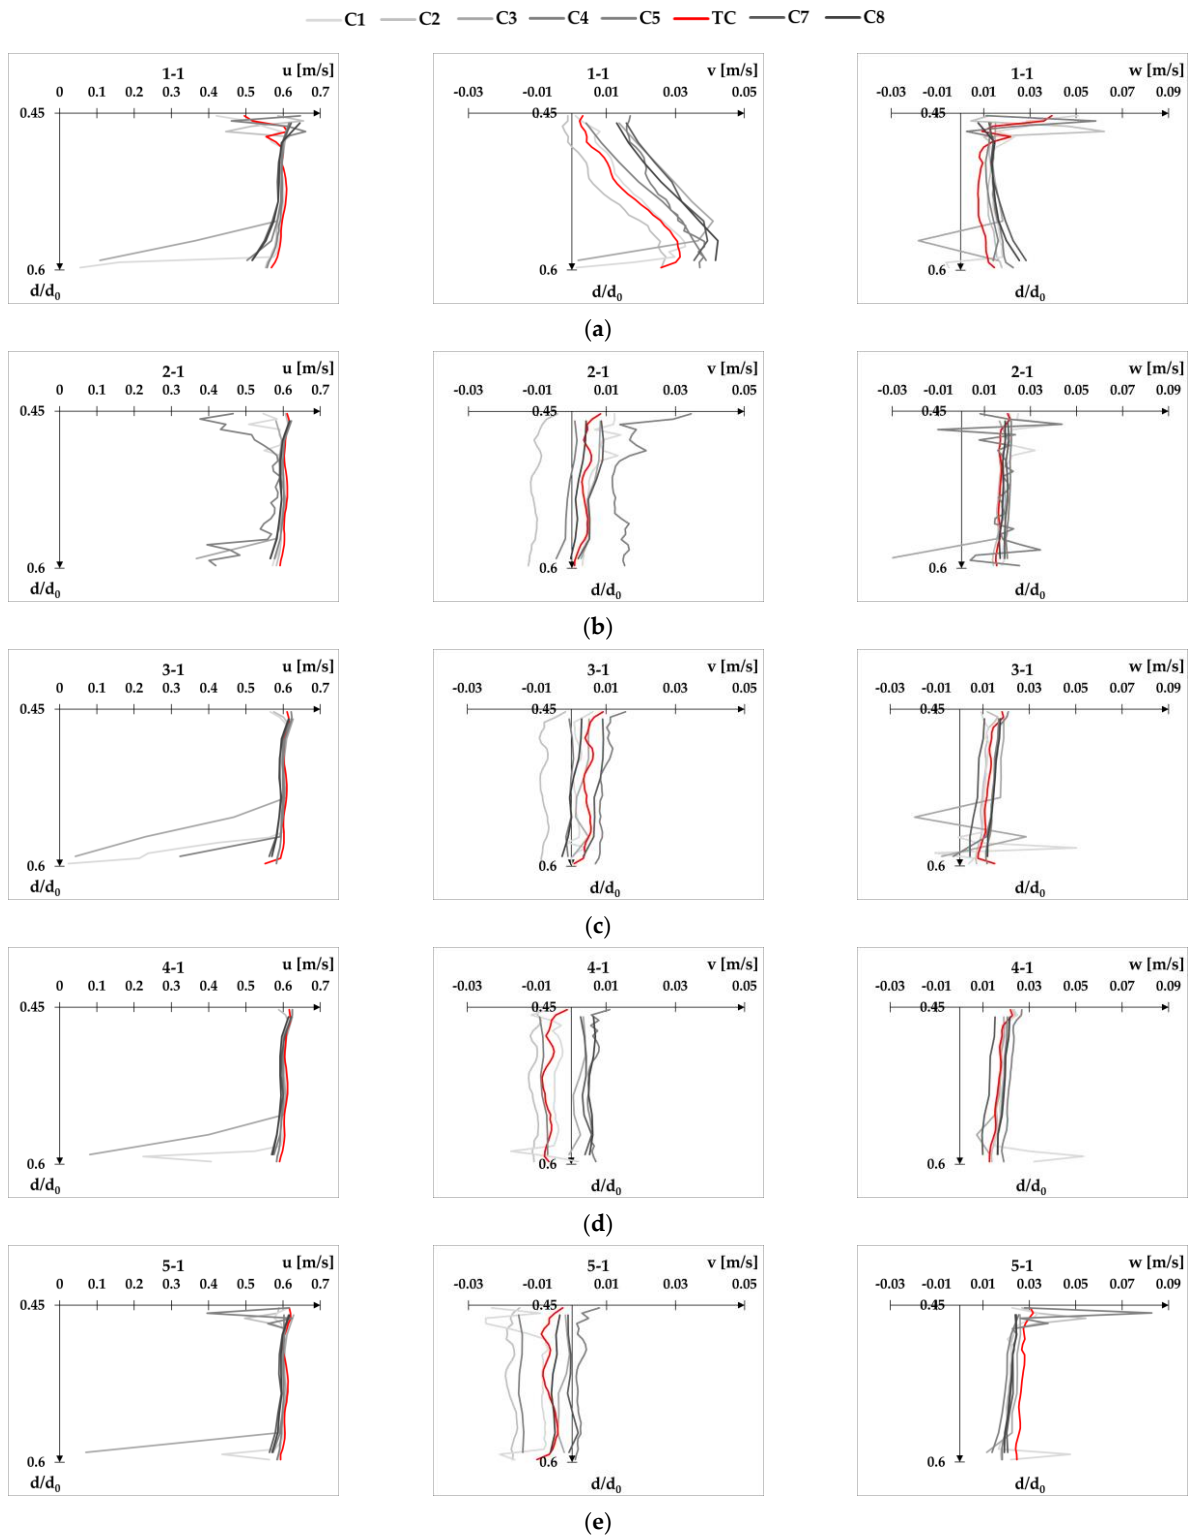 C1 C2 C3 C4 C5 TC C7 C8
1-1 u [m/s] 1-1 v [m/s] 1-1 w [m/s]
0 0.1 0.2 0.3 0.4 0.5 0.6 0.7 -0.03 -0.01 0.01 0.03 0.05 -0.03 -0.01 0.01 0.03 0.05 0.07 0.09
0.45 0.45 0.45
0.6 0.6 0.6
d/d0 d/d0 d/d0
(a)
2-1 u [m/s] 2-1 v [m/s] 2-1 w [m/s]
0 0.1 0.2 0.3 0.4 0.5 0.6 0.7 -0.03 -0.01 0.01 0.03 0.05 -0.03 -0.01 0.01 0.03 0.05 0.07 0.09
0.45 0.45 0.45
0.6 0.6 0.6
d/d0 d/d0 d/d0
(b)
3-1 u [m/s] 3-1 v [m/s] 3-1 w [m/s]
0 0.1 0.2 0.3 0.4 0.5 0.6 0.7 -0.03 -0.01 0.01 0.03 0.05 -0.03 -0.01 0.01 0.03 0.05 0.07 0.09
0.45 0.45 0.45
0.6 0.6 0.6
d/d0 d/d0 d/d0
(c)
4-1 u [m/s] 4-1 v [m/s] 4-1 w [m/s]
0 0.1 0.2 0.3 0.4 0.5 0.6 0.7 -0.03 -0.01 0.01 0.03 0.05 -0.03 -0.01 0.01 0.03 0.05 0.07 0.09
0.45 0.45 0.45
0.6 0.6 0.6
d/d0 d/d0 d/d0
(d)
5-1 u [m/s] 5-1 v [m/s] 5-1 w [m/s]
0 0.1 0.2 0.3 0.4 0.5 0.6 0.7 -0.03 -0.01 0.01 0.03 0.05 -0.03 -0.01 0.01 0.03 0.05 0.07 0.09
0.45 0.45 0.45
0.6 0.6 0.6
d/d0 d/d0 d/d0
(e)